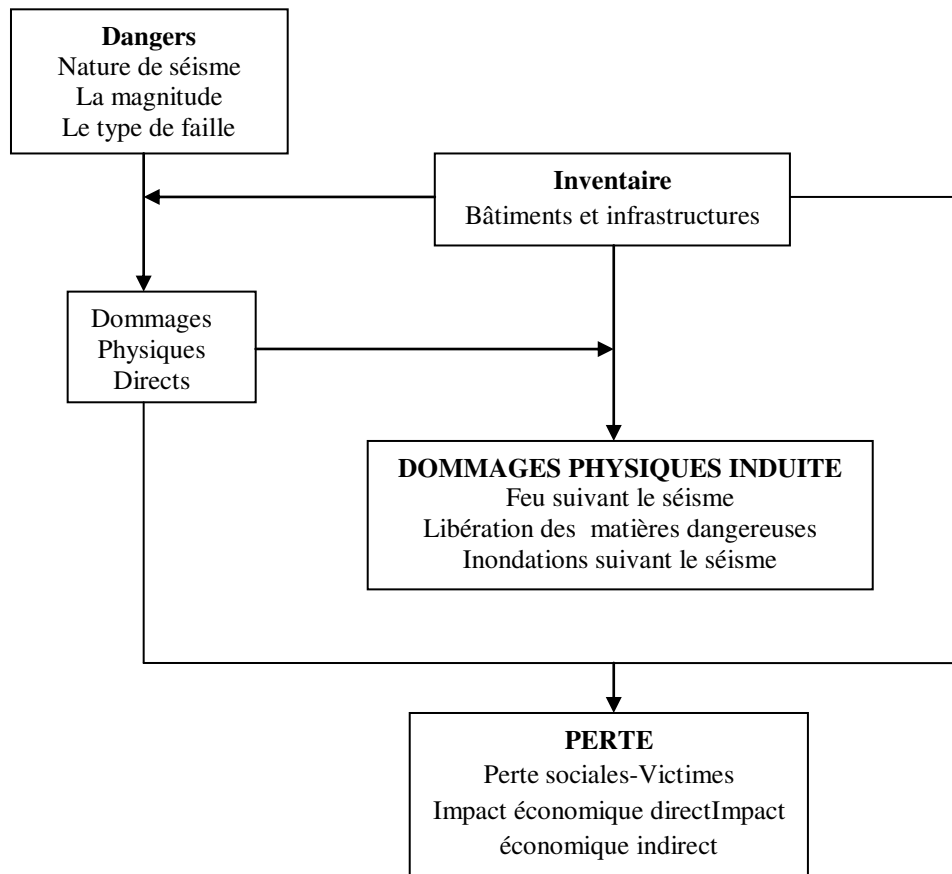 Dangers
Nature de séisme
La magnitude
Le type de faille
Inventaire
Bâtiments et infrastructures
Dommages
Physiques
Directs
DOMMAGES PHYSIQUES INDUITE
Feu suivant le séisme
Libération des matières dangereuses
Inondations suivant le séisme
PERTE
Perte sociales-Victimes
Impact économique directImpact
économique indirect